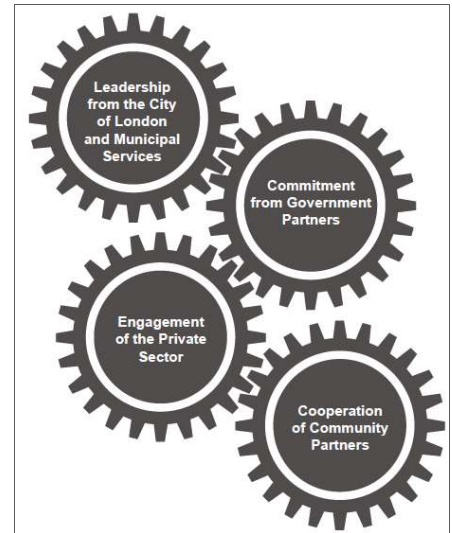 Leadership
from the City
of London
and Municipal
Services
Commitment
from Government
Partners
Engagement
of the Private
Sector
Cooperation
of Community
Partners